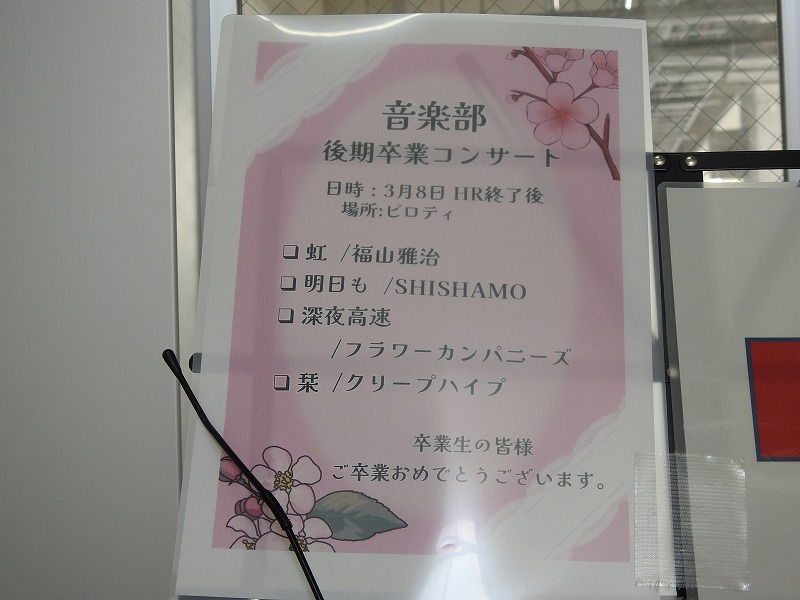 音楽部
後期卒業コンサート
日時：3月8日 HR終了後
場所:ピロティ
❏ 虹 /福山雅治
❏ 明日も /SHISHAMO
❏ 深夜高速
/フラワーカンパニーズ
❏ 栞 /クリープハイプ
卒業生の皆様
ご卒業おめでとうございます。